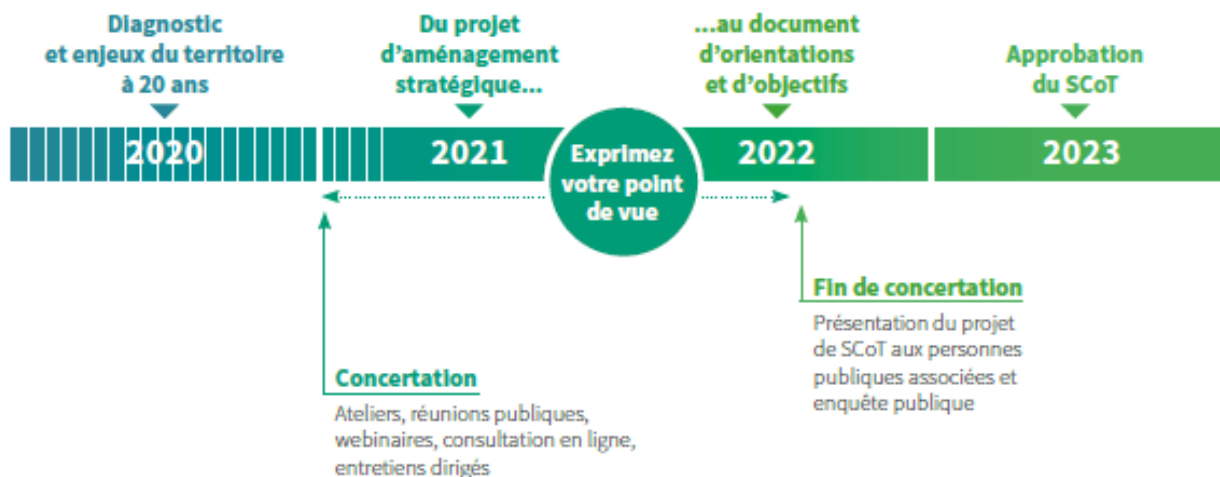 Diagnostic
et enjeux du territoire
à 20 ans
Du projet
d'aménagement
stratégique...
...au document
d'orientations
et d'objectifs
Approbation
du SCoT
2020
2021
Exprimez
votre point
de vue
2022
2023
Fin de concertation
Présentation du projet
de SCoT aux personnes
publiques associées et
enquête publique
Concertation
Ateliers, réunions publiques,
webinaires, consultation en ligne,
entretiens dirigés